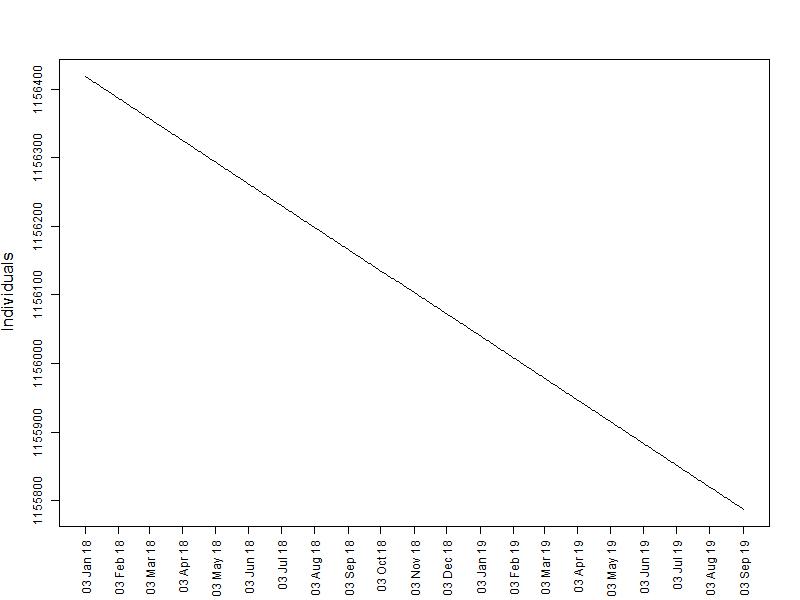 Individuals
1156400
1156300
1156200
1156100
1156000
1155900
1155800
03 Jan 18
03 Feb 18
03 Mar 18
03 Apr 18
03 May 18
03 Jun 18
03 Jul 18
03 Aug 18
03 Sep 18
03 Oct 18
03 Nov 18
03 Dec 18
03 Jan 19
03 Feb 19
03 Mar 19
03 Apr 19
03 May 19
03 Jun 19
03 Jul 19
03 Aug 19
03 Sep 19